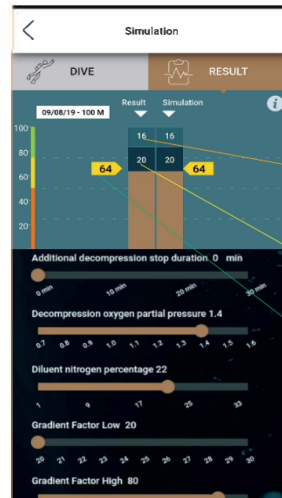 Simulation
DIVE
RESULT
Result Simulation
09/08/19 - 100 M
i
100
16 16
80
20 20
64 64
60
40
20
Additional decompression stop duration 0 min
0 min 10 min 20 min 30 min
Decompression oxygen partial pressure 1.4
0.7 0.8 0.9 1.0 1.1 1.2 1.3 1.4 1.5 1.6
Diluent nitrogen percentage 22
1 9 17 25 33
Gradient Factor Low 20
20 21 22 23 24 25 26 27 28 29 30
Gradient Factor High 80